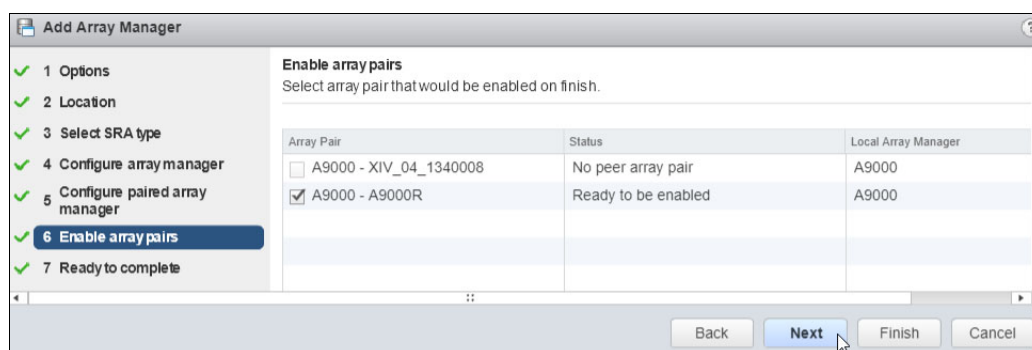 Add Array Manager
?
1 Options
2 Location
3 Select SRA type
4 Configure array manager
5 Configure paired array
manager
6 Enable array pairs
7 Ready to complete
Enable array pairs
Select array pair that would be enabled on finish.
Array Pair Status Local Array Manager
A9000 - XIV_04_1340008 No peer array pair A9000
A9000 - A9000R Ready to be enabled A9000
Back Next Finish Cancel